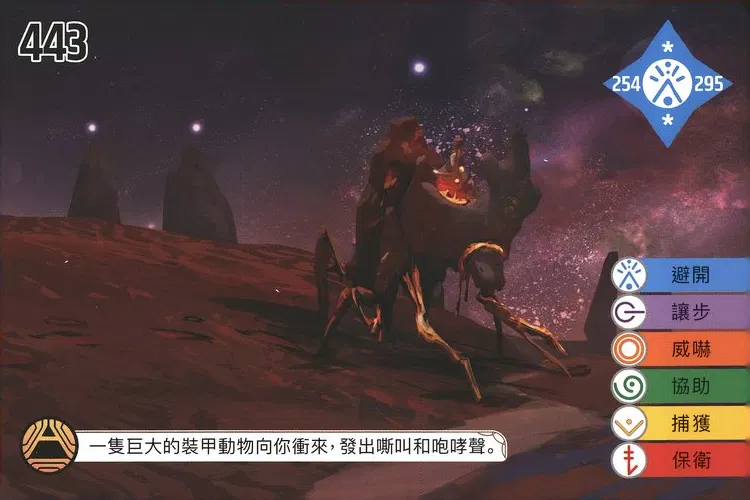 443
*
254 295
*
避開
讓步
威嚇
協助
捕獲
保衛
一隻巨大的裝甲動物向你衝來，發出嘶叫和咆哮聲。